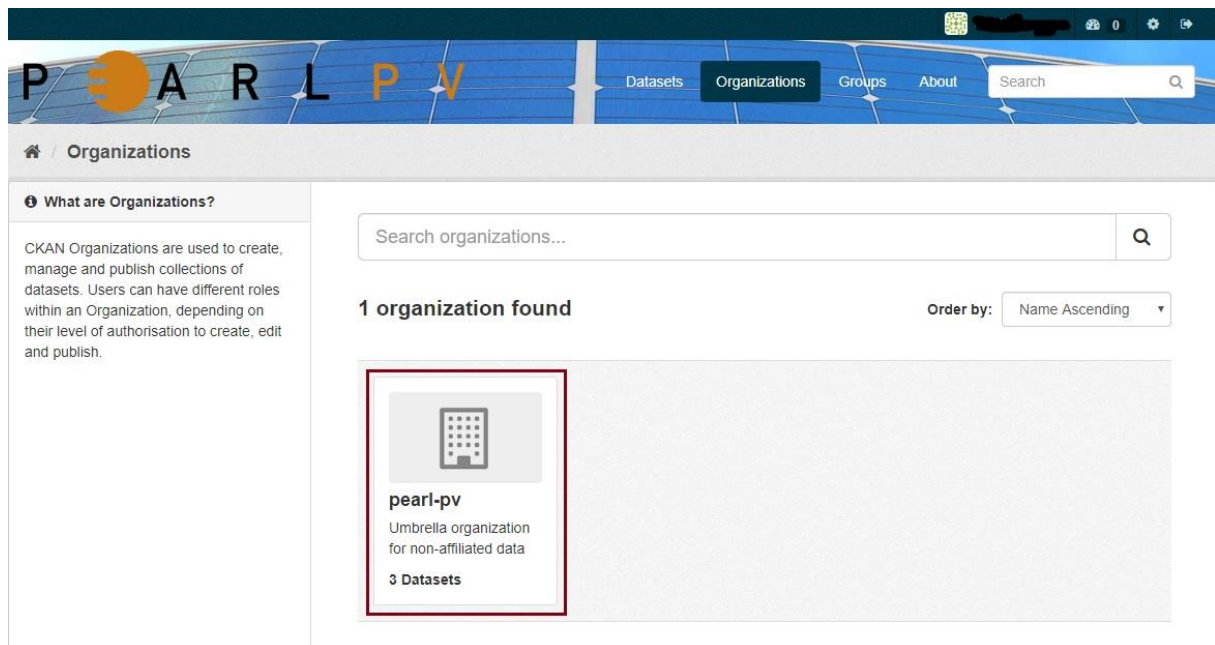 0
PEARL PV
Datasets Organizations Groups About Search
/ Organizations
What are Organizations?
CKAN Organizations are used to create,
manage and publish collections of
datasets. Users can have different roles
within an Organization, depending on
their level of authorisation to create, edit
and publish.
Search organizations...
1 organization found
Order by: Name Ascending
pearl-pv
Umbrella organization
for non-affiliated data
3 Datasets